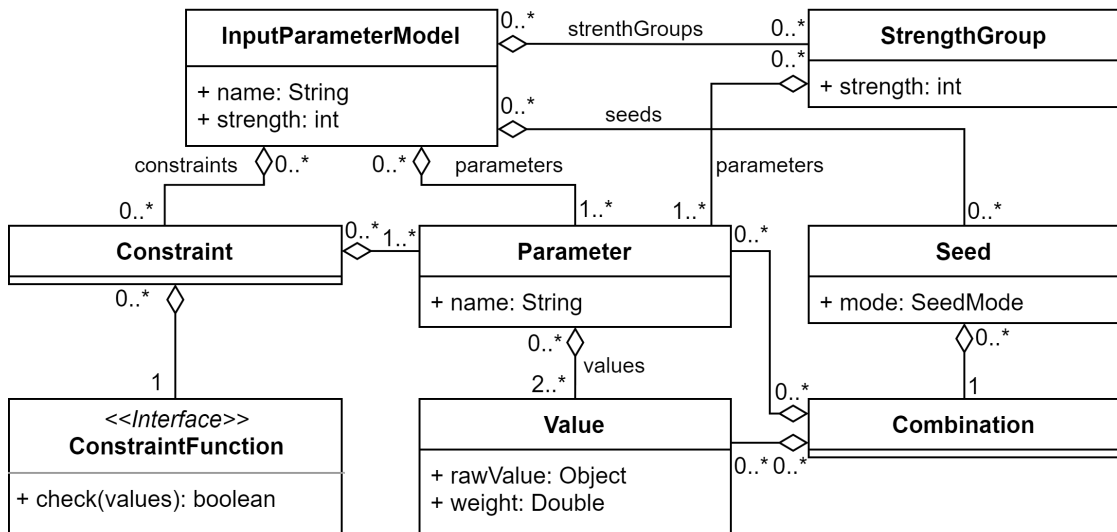 InputParameterModel
+ name: String
+ strength: int
0..*
strenthGroups
0..*
StrengthGroup
+ strength: int
0..*
0..*
seeds
constraints
0..*
0..*
parameters
parameters
0..*
1..*
1..*
0..*
Constraint
0..*
1..*
Parameter
+ name: String
0..*
Seed
+ mode: SeedMode
0..*
0..*
values
0..*
1
2..*
0..*
1
<<Interface>>
ConstraintFunction
+ check(values): boolean
Value
+ rawValue: Object
+ weight: Double
0..*
0..*
Combination